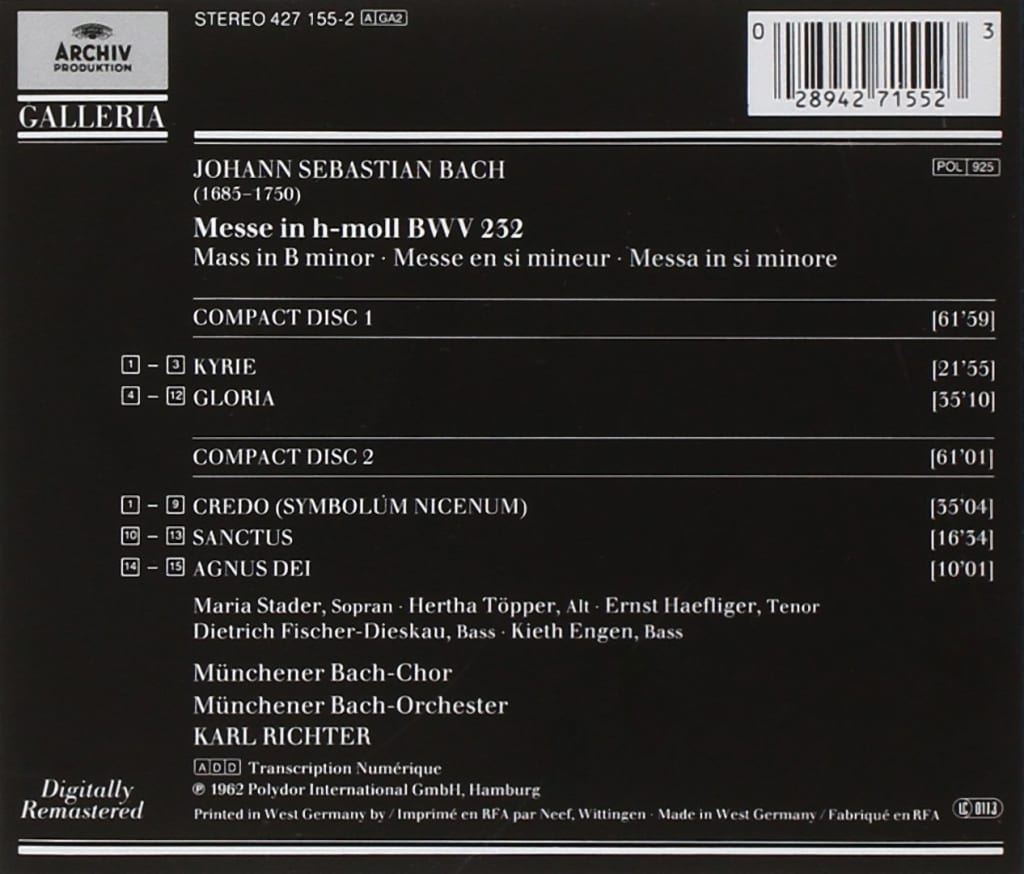 ARCHIV
PRODUKTION
GALLERIA
STEREO 427 155-2 A GA2
0 28942 71552 3
JOHANN SEBASTIAN BACH
POL 925
(1685–1750)
Messe in h-moll BWV 232
Mass in B minor · Messe en si mineur · Messa in si minore
COMPACT DISC 1 [61'59]
1 – 3 KYRIE [21'55]
4 – 12 GLORIA [35'10]
COMPACT DISC 2 [61'01]
1 – 9 CREDO (SYMBOLÚM NICENUM) [35'04]
10 – 13 SANCTUS [16'34]
14 – 15 AGNUS DEI [10'01]
Maria Stader, Sopran · Hertha Töpper, Alt · Ernst Haefliger, Tenor
Dietrich Fischer-Dieskau, Bass · Kieth Engen, Bass
Münchener Bach-Chor
Münchener Bach-Orchester
KARL RICHTER
ADD Transcription Numérique
℗ 1962 Polydor International GmbH, Hamburg
Printed in West Germany by / Imprimé en RFA par Neef, Wittingen · Made in West Germany / Fabriqué en RFA
LC 0113
Digitally
Remastered